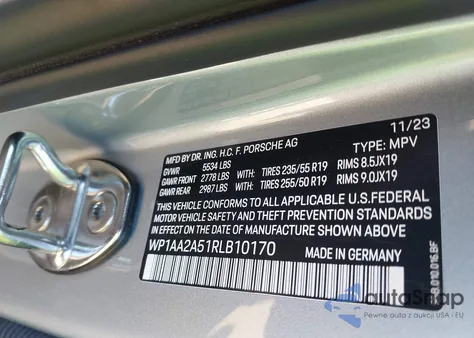 11/23
MFD BY DR. ING. H.C. F. PORSCHE AG TYPE: MPV
GVWR 5534 LBS
GAWR FRONT 2778 LBS WITH: TIRES 235/55 R19 RIMS 8.5JX19
GAWR REAR 2987 LBS WITH: TIRES 255/50 R19 RIMS 9.0JX19
THIS VEHICLE CONFORMS TO ALL APPLICABLE U.S.FEDERAL
MOTOR VEHICLE SAFETY AND THEFT PREVENTION STANDARDS
IN EFFECT ON THE DATE OF MANUFACTURE SHOWN ABOVE
WP1AA2A51RLB10170 MADE IN GERMANY
autoSnap
Pewne auta z aukcji USA i EU